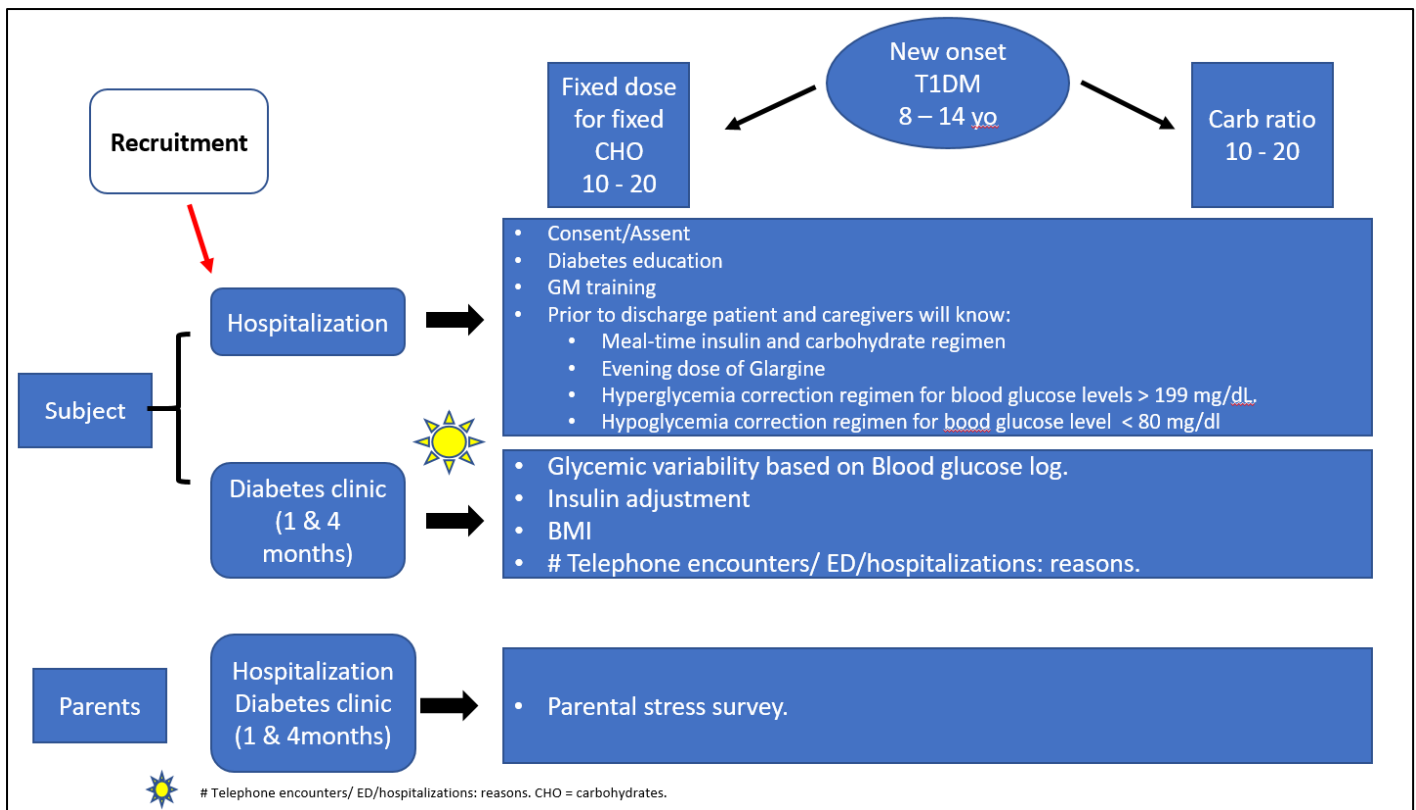 New onset
T1DM
8 – 14 yo
Fixed dose
for fixed
CHO
10 - 20
Carb ratio
10 - 20
Recruitment
Hospitalization
• Consent/Assent
• Diabetes education
• GM training
• Prior to discharge patient and caregivers will know:
• Meal-time insulin and carbohydrate regimen
• Evening dose of Glargine
• Hyperglycemia correction regimen for blood glucose levels > 199 mg/dL.
• Hypoglycemia correction regimen for bood glucose level < 80 mg/dl
Subject
Diabetes clinic
(1 & 4
months)
• Glycemic variability based on Blood glucose log.
• Insulin adjustment
• BMI
• # Telephone encounters/ ED/hospitalizations: reasons.
Parents
Hospitalization
Diabetes clinic
(1 & 4months)
• Parental stress survey.
# Telephone encounters/ ED/hospitalizations: reasons. CHO = carbohydrates.